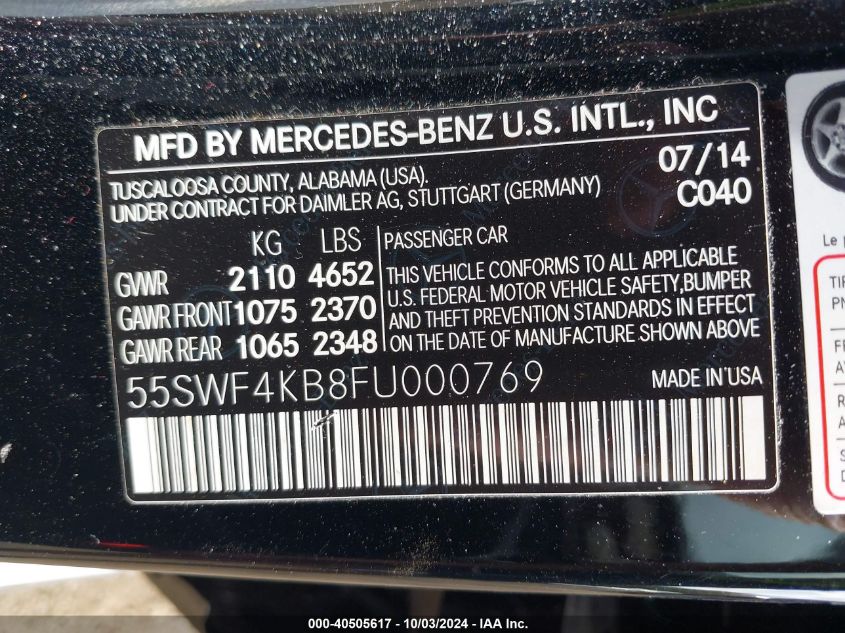 MFD BY MERCEDES-BENZ U.S. INTL., INC
TUSCALOOSA COUNTY, ALABAMA (USA). 07/14
UNDER CONTRACT FOR DAIMLER AG, STUTTGART (GERMANY) C040
KG LBS
GVWR 2110 4652
GAWR FRONT 1075 2370
GAWR REAR 1065 2348
PASSENGER CAR
THIS VEHICLE CONFORMS TO ALL APPLICABLE
U.S. FEDERAL MOTOR VEHICLE SAFETY,BUMPER
AND THEFT PREVENTION STANDARDS IN EFFECT
ON THE DATE OF MANUFACTURE SHOWN ABOVE
55SWF4KB8FU000769 MADE IN USA
Le
TIR
000-40505617 - 10/03/2024 - IAA Inc.